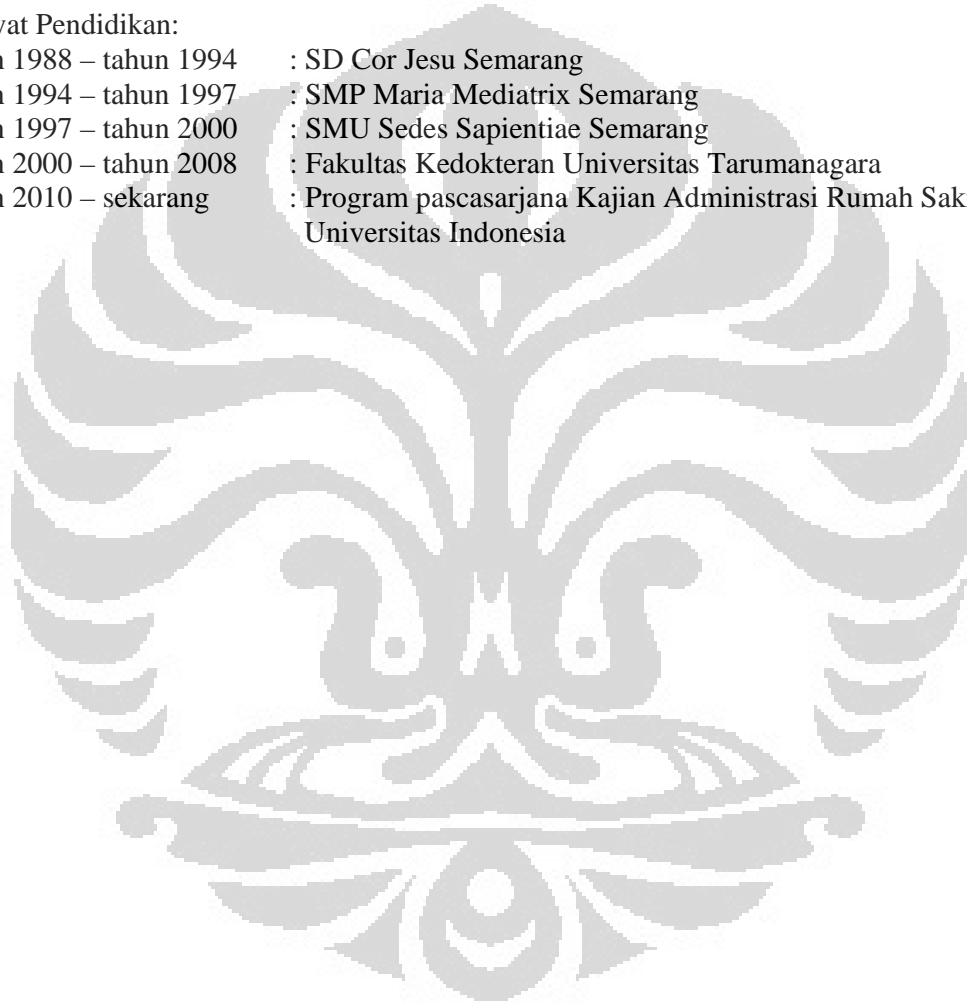 yat Pendidikan:
n 1988 – tahun 1994 : SD Cor Jesu Semarang
n 1994 – tahun 1997 : SMP Maria Mediatrix Semarang
n 1997 – tahun 2000 : SMU Sedes Sapientiae Semarang
n 2000 – tahun 2008 : Fakultas Kedokteran Universitas Tarumanagara
n 2010 – sekarang : Program pascasarjana Kajian Administrasi Rumah Sak
Universitas Indonesia